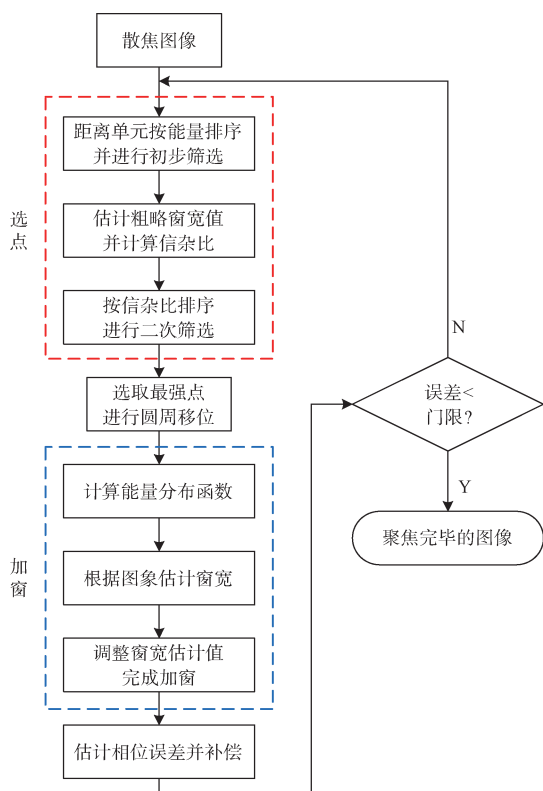 散焦图像
距离单元按能量排序
并进行初步筛选
选点
估计粗略窗宽值
并计算信杂比
按信杂比排序
进行二次筛选
选取最强点
进行圆周移位
加窗
计算能量分布函数
根据图象估计窗宽
调整窗宽估计值
完成加窗
估计相位误差并补偿
N
误差<
门限?
Y
聚焦完毕的图像